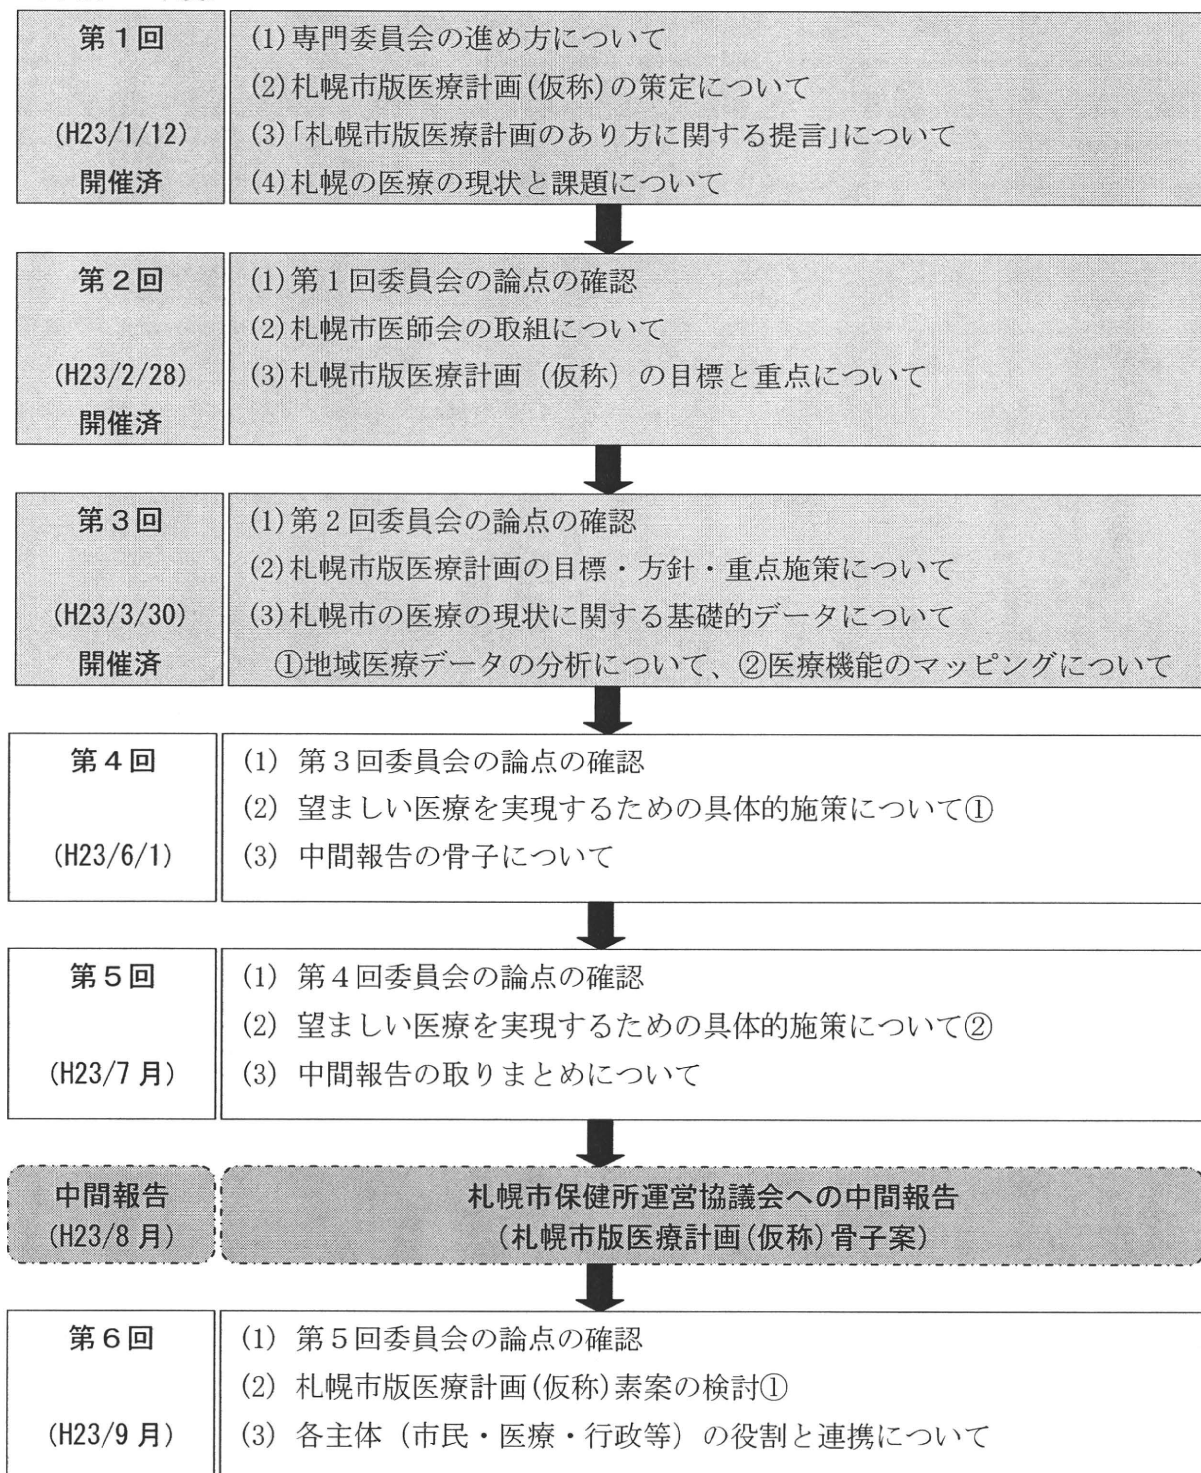 第1回
(1)専門委員会の進め方について
(2)札幌市版医療計画(仮称)の策定について
(H23/1/12)
(3)「札幌市版医療計画のあり方に関する提言」について
開催済
(4)札幌の医療の現状と課題について
第2回
(1)第1回委員会の論点の確認
(2)札幌市医師会の取組について
(H23/2/28)
(3)札幌市版医療計画（仮称）の目標と重点について
開催済
第3回
(1)第2回委員会の論点の確認
(2)札幌市版医療計画の目標・方針・重点施策について
(H23/3/30)
(3)札幌市の医療の現状に関する基礎的データについて
開催済
①地域医療データの分析について、②医療機能のマッピングについて
第4回
(1) 第3回委員会の論点の確認
(2) 望ましい医療を実現するための具体的施策について①
(H23/6/1)
(3) 中間報告の骨子について
第5回
(1) 第4回委員会の論点の確認
(2) 望ましい医療を実現するための具体的施策について②
(H23/7月)
(3) 中間報告の取りまとめについて
中間報告
(H23/8月)
札幌市保健所運営協議会への中間報告
(札幌市版医療計画(仮称)骨子案)
第6回
(1) 第5回委員会の論点の確認
(2) 札幌市版医療計画(仮称)素案の検討①
(H23/9月)
(3) 各主体（市民・医療・行政等）の役割と連携について